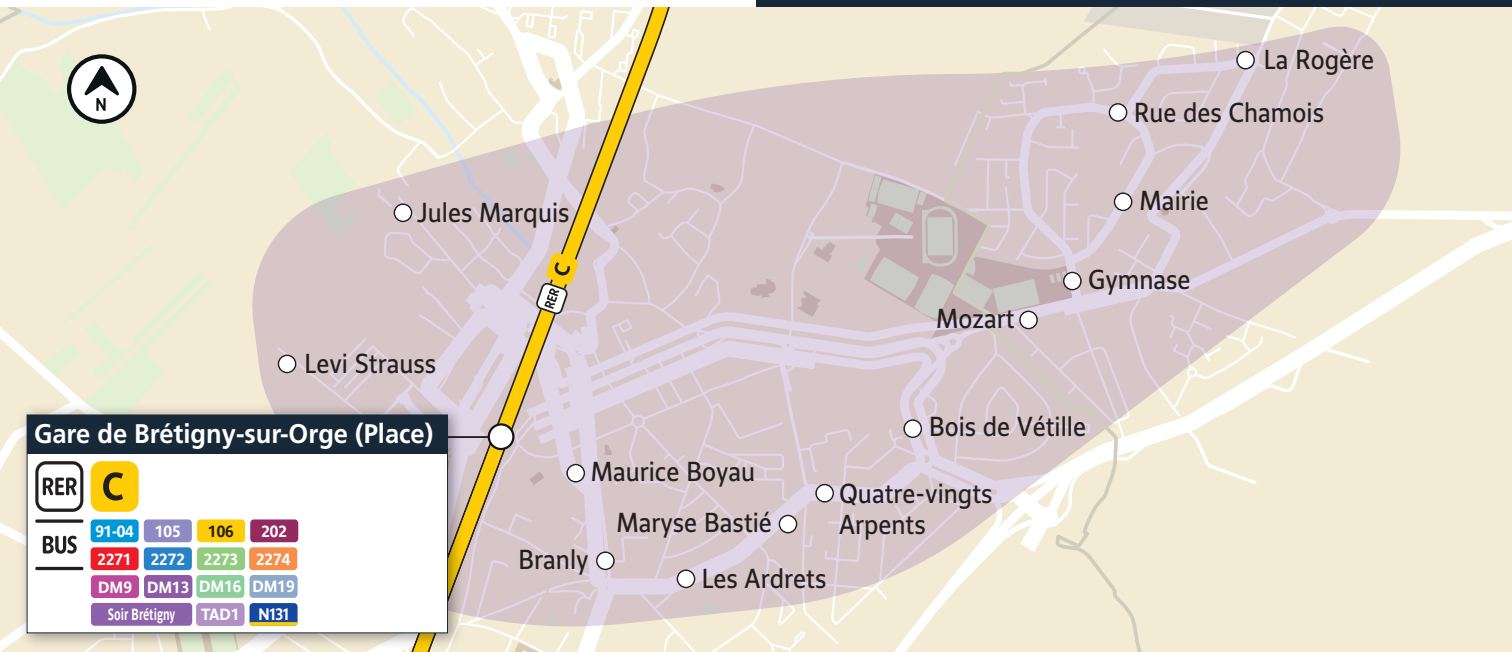 N
La Rogère
Rue des Chamois
Mairie
Jules Marquis
C
RER
Gymnase
Mozart
Levi Strauss
Bois de Vétille
Gare de Brétigny-sur-Orge (Place)
RER C
BUS
91-04 105 106 202
2271 2272 2273 2274
DM9 DM13 DM16 DM19
Soir Brétigny TAD1 N131
Maurice Boyau
Quatre-vingts
Arpents
Maryse Bastié
Branly
Les Ardrets